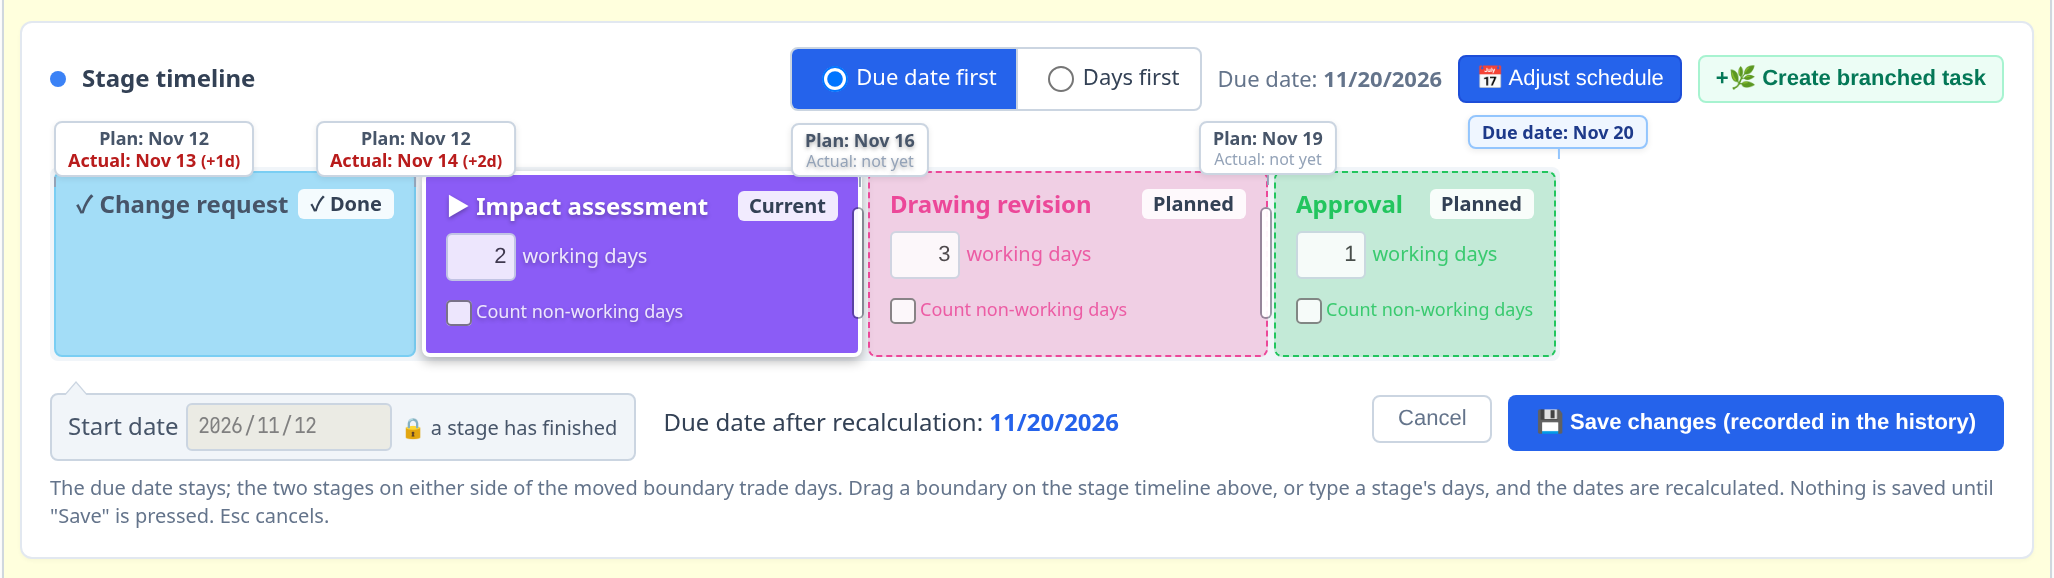 Stage timeline
Due date first
Days first
Due date: 11/20/2026
Adjust schedule
+🌿 Create branched task
Plan: Nov 12
Actual: Nov 13 (+1d)
Plan: Nov 12
Actual: Nov 14 (+2d)
Plan: Nov 16
Actual: not yet
Plan: Nov 19
Actual: not yet
Due date: Nov 20
✓ Change request
✓ Done
▶ Impact assessment
Current
2 working days
Count non-working days
Drawing revision
Planned
3 working days
Count non-working days
Approval
Planned
1 working days
Count non-working days
Start date 2026/11/12 🔒 a stage has finished
Due date after recalculation: 11/20/2026
Cancel
💾 Save changes (recorded in the history)
The due date stays; the two stages on either side of the moved boundary trade days. Drag a boundary on the stage timeline above, or type a stage's days, and the dates are recalculated. Nothing is saved until
"Save" is pressed. Esc cancels.